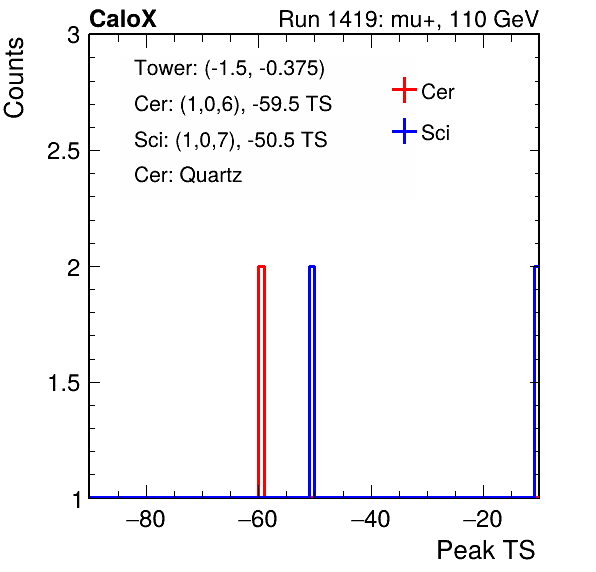 CaloX Run 1419: mu+, 110 GeV
Counts
3
2.5
2
1.5
1
Tower: (-1.5, -0.375)
Cer: (1,0,6), -59.5 TS
Sci: (1,0,7), -50.5 TS
Cer: Quartz
Cer
Sci
−80 −60 −40 −20
Peak TS